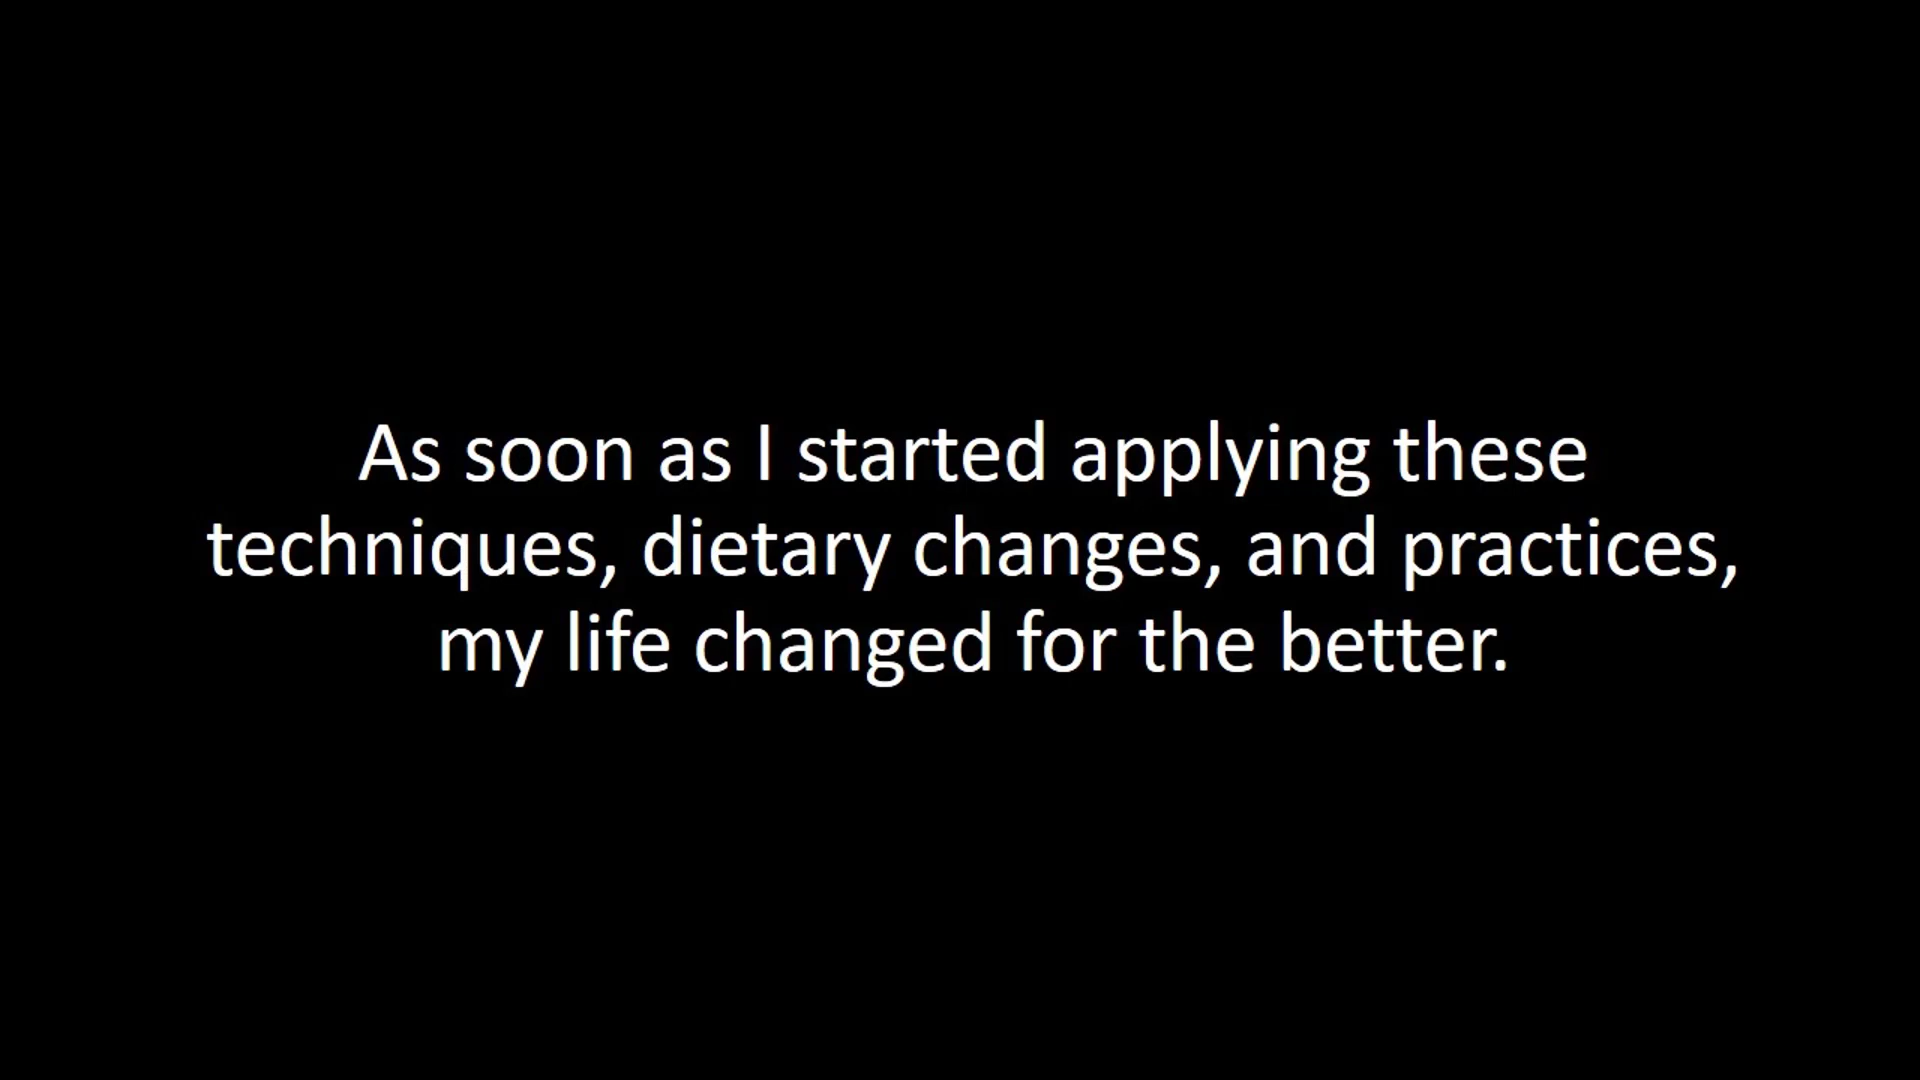 As soon as I started applying these
techniques, dietary changes, and practices,
my life changed for the better.